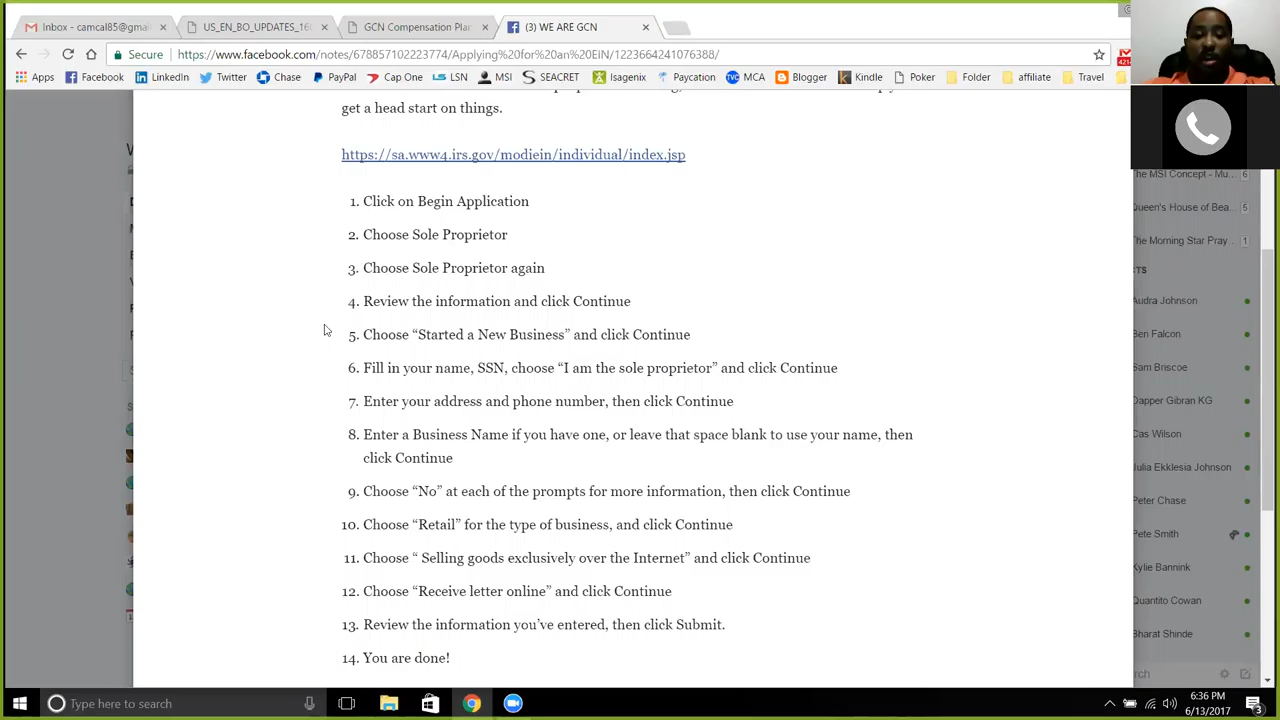 Inbox - camcal85@gmai
US_EN_BO_UPDATES_160
GCN Compensation Plan
(3) WE ARE GCN
Secure
https://www.facebook.com/notes/678857102223774/Applying%20for%20an%20EIN/1223664241076388/
Apps
Facebook
LinkedIn
Twitter
Chase
PayPal
Cap One
LSN
MSI
SEACRET
Isagenix
Paycation
MCA
Blogger
Kindle
Poker
Folder
affiliate
Travel
get a head start on things.
https://sa.www4.irs.gov/modiein/individual/index.jsp
1. Click on Begin Application
2. Choose Sole Proprietor
3. Choose Sole Proprietor again
4. Review the information and click Continue
5. Choose “Started a New Business” and click Continue
6. Fill in your name, SSN, choose “I am the sole proprietor” and click Continue
7. Enter your address and phone number, then click Continue
8. Enter a Business Name if you have one, or leave that space blank to use your name, then
click Continue
9. Choose “No” at each of the prompts for more information, then click Continue
10. Choose “Retail” for the type of business, and click Continue
11. Choose “ Selling goods exclusively over the Internet” and click Continue
12. Choose “Receive letter online” and click Continue
13. Review the information you’ve entered, then click Submit.
14. You are done!
The MSI Concept - Mu... 6
Queen's House of Bea... 5
The Morning Star Pray... 1
CTS
Audra Johnson
Ben Falcon
Sam Briscoe
Dapper Gibran KG
Cas Wilson
Julia Ekklesia Johnson
Peter Chase
Pete Smith
Kylie Bannink
Quantito Cowan
Bharat Shinde
rch
Type here to search
6:36 PM
6/13/2017
3